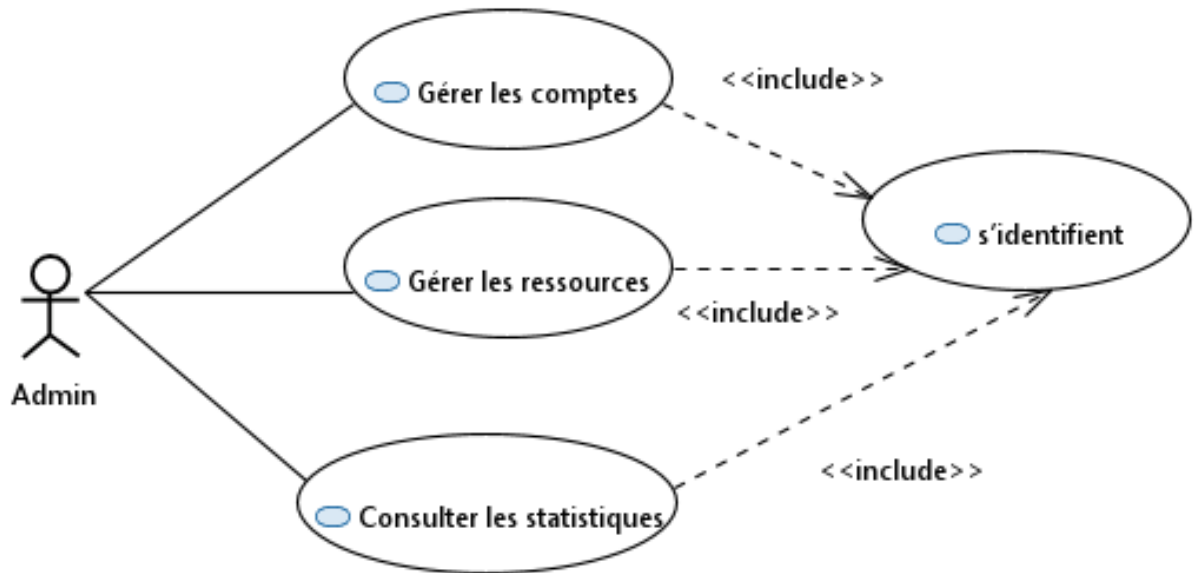 Gérer les comptes
<<include>>
s'identifient
Gérer les ressources
<<include>>
Admin
<<include>>
Consulter les statistiques